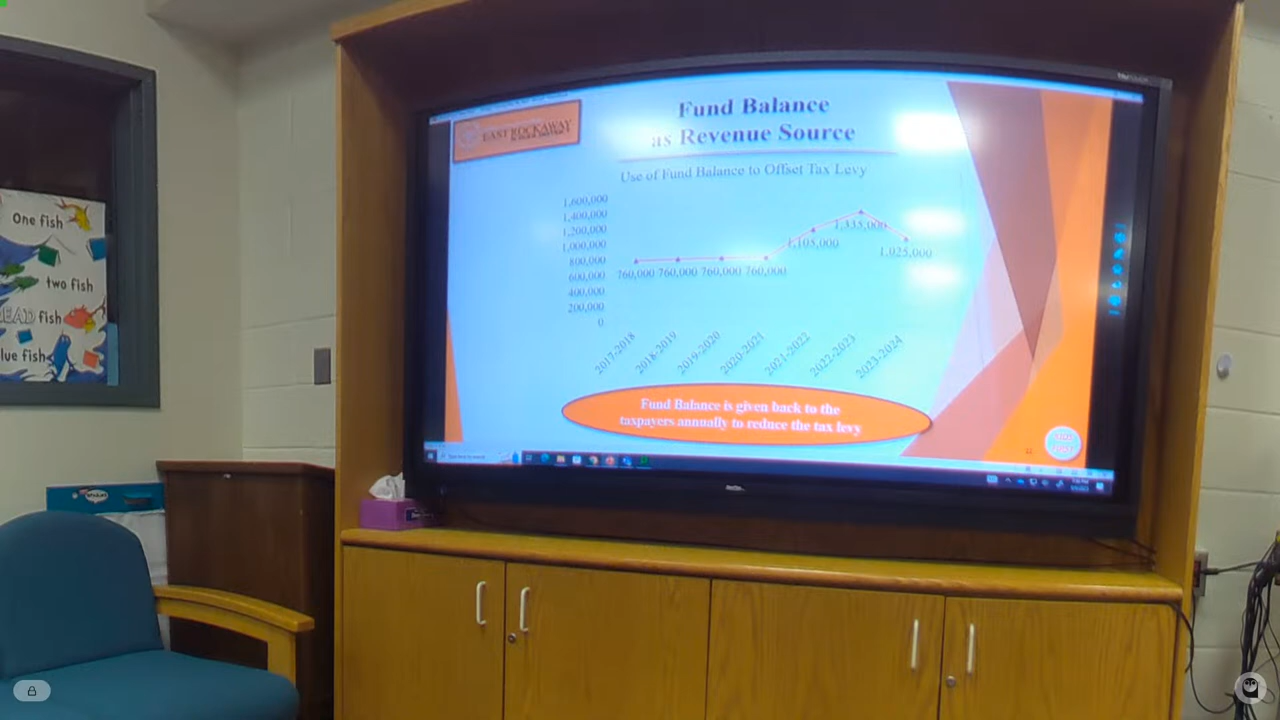 One fish
two fish
READ fish
lue fish
EAST ROCKAWAY
Fund Balance
as Revenue Source
Use of Fund Balance to Offset Tax Levy
1,600,000
1,400,000
1,200,000
1,000,000
800,000
600,000
400,000
200,000
0
760,000 760,000 760,000 760,000
1,105,000
1,335,000
1,025,000
2017-2018
2018-2019
2019-2020
2020-2021
2021-2022
2022-2023
2023-2024
Fund Balance is given back to the
taxpayers annually to reduce the tax levy